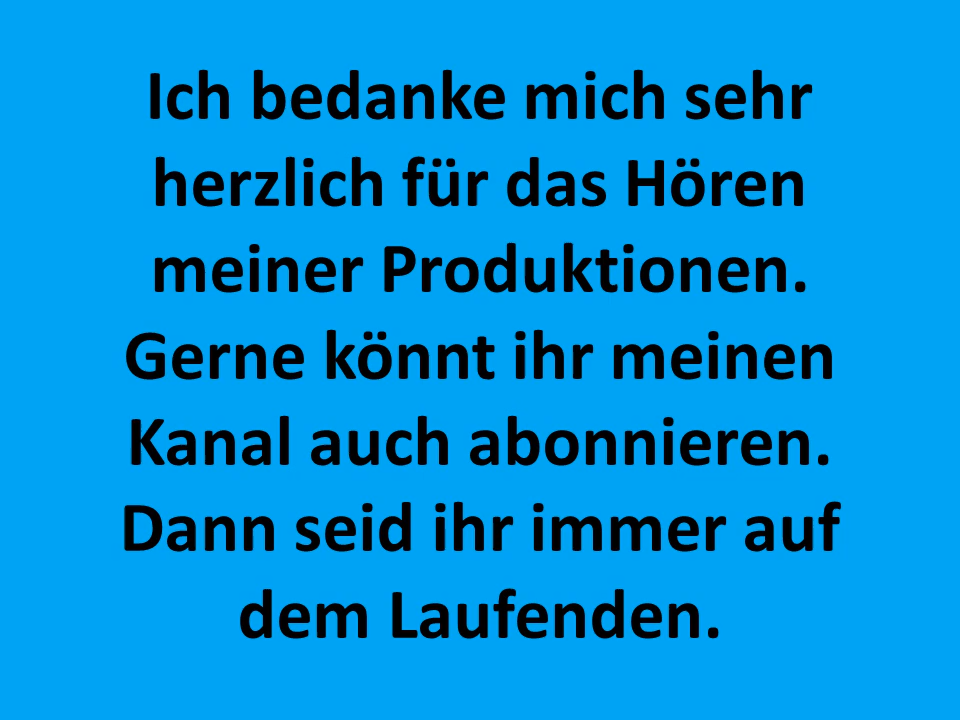 Ich bedanke mich sehr
herzlich für das Hören
meiner Produktionen.
Gerne könnt ihr meinen
Kanal auch abonnieren.
Dann seid ihr immer auf
dem Laufenden.